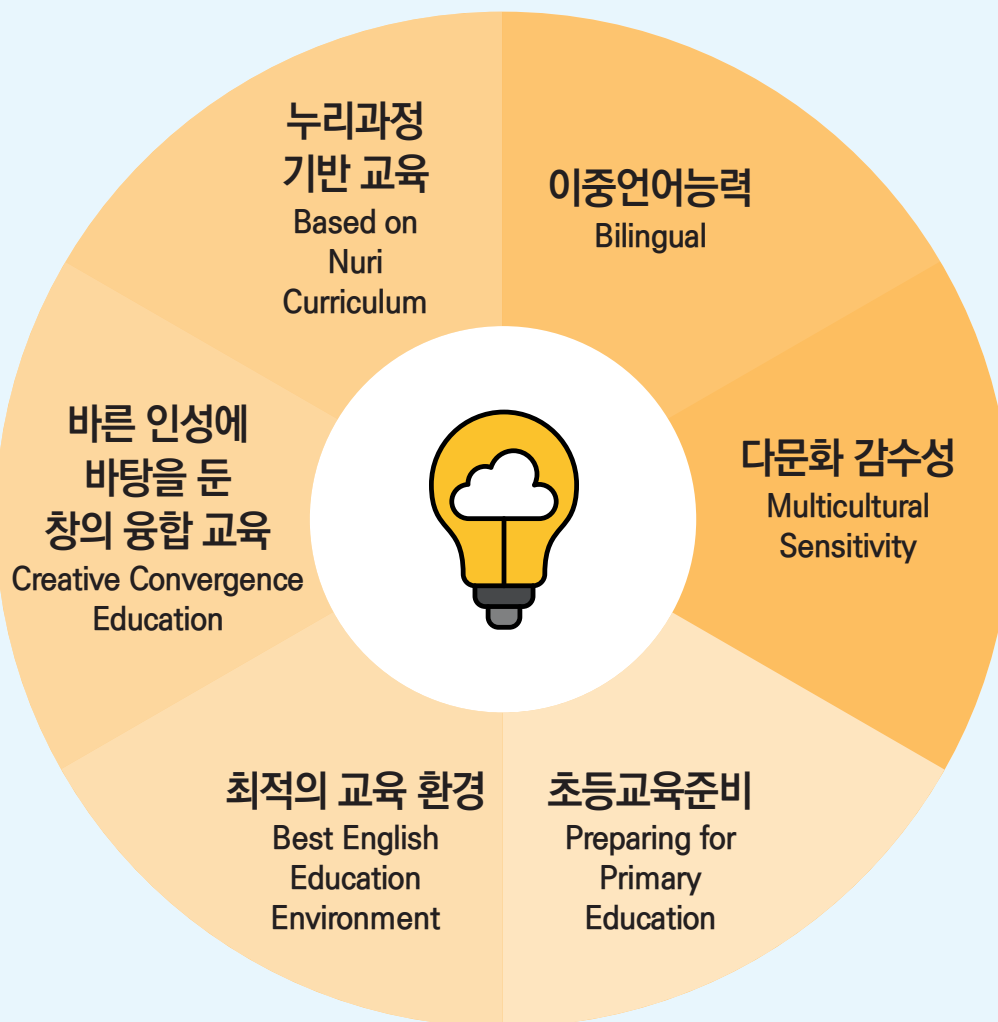 누리과정
기반 교육
Based on
Nuri
Curriculum
이중언어능력
Bilingual
다문화 감수성
Multicultural
Sensitivity
초등교육준비
Preparing for
Primary
Education
최적의 교육 환경
Best English
Education
Environment
바른 인성에
바탕을 둔
창의 융합 교육
Creative Convergence
Education